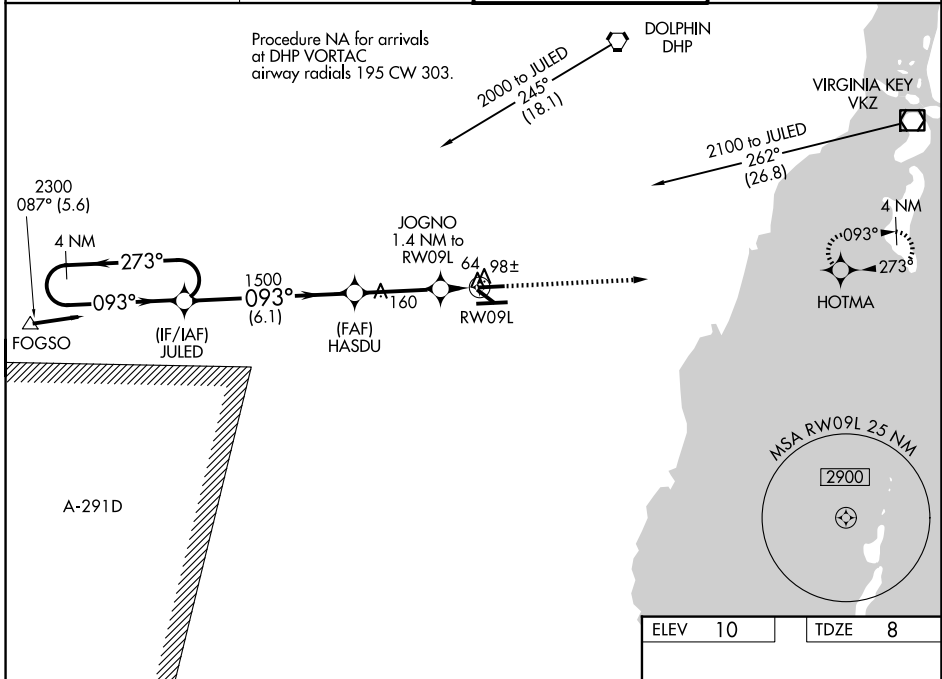 Procedure NA for arrivals
at DHP VORTAC
airway radials 195 CW 303.
DOLPHIN
DHP
2000 to JULED
245°
(18.1)
VIRGINIA KEY
VKZ
2100 to JULED
262°
(26.8)
2300
087° (5.6)
4 NM
273°
093°
FOGSO
(IF/IAF)
JULED
1500
093°
(6.1)
(FAF)
HASDU
160
JOGNO
1.4 NM to
RW09L
64
98±
RW09L
4 NM
093°
273°
HOTMA
A-291D
MSA RW09L 25 NM
2900
ELEV 10
TDZE 8